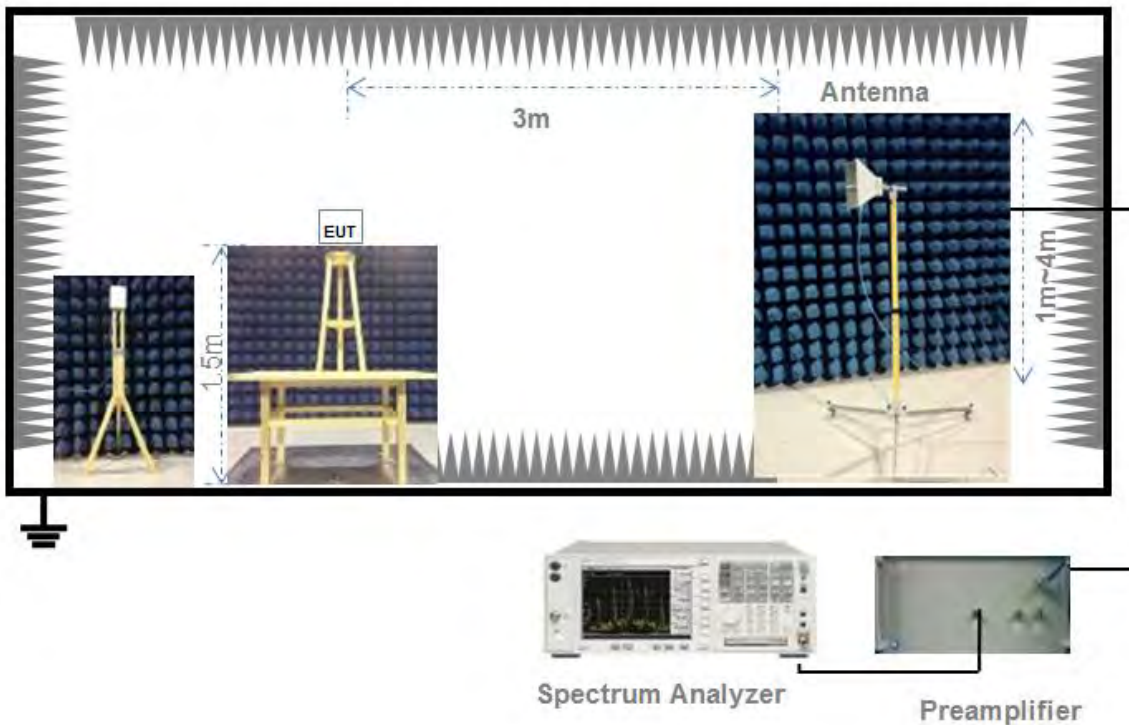 Antenna
3m
EUT
1.5m
1m~4m
Spectrum Analyzer
Preamplifier